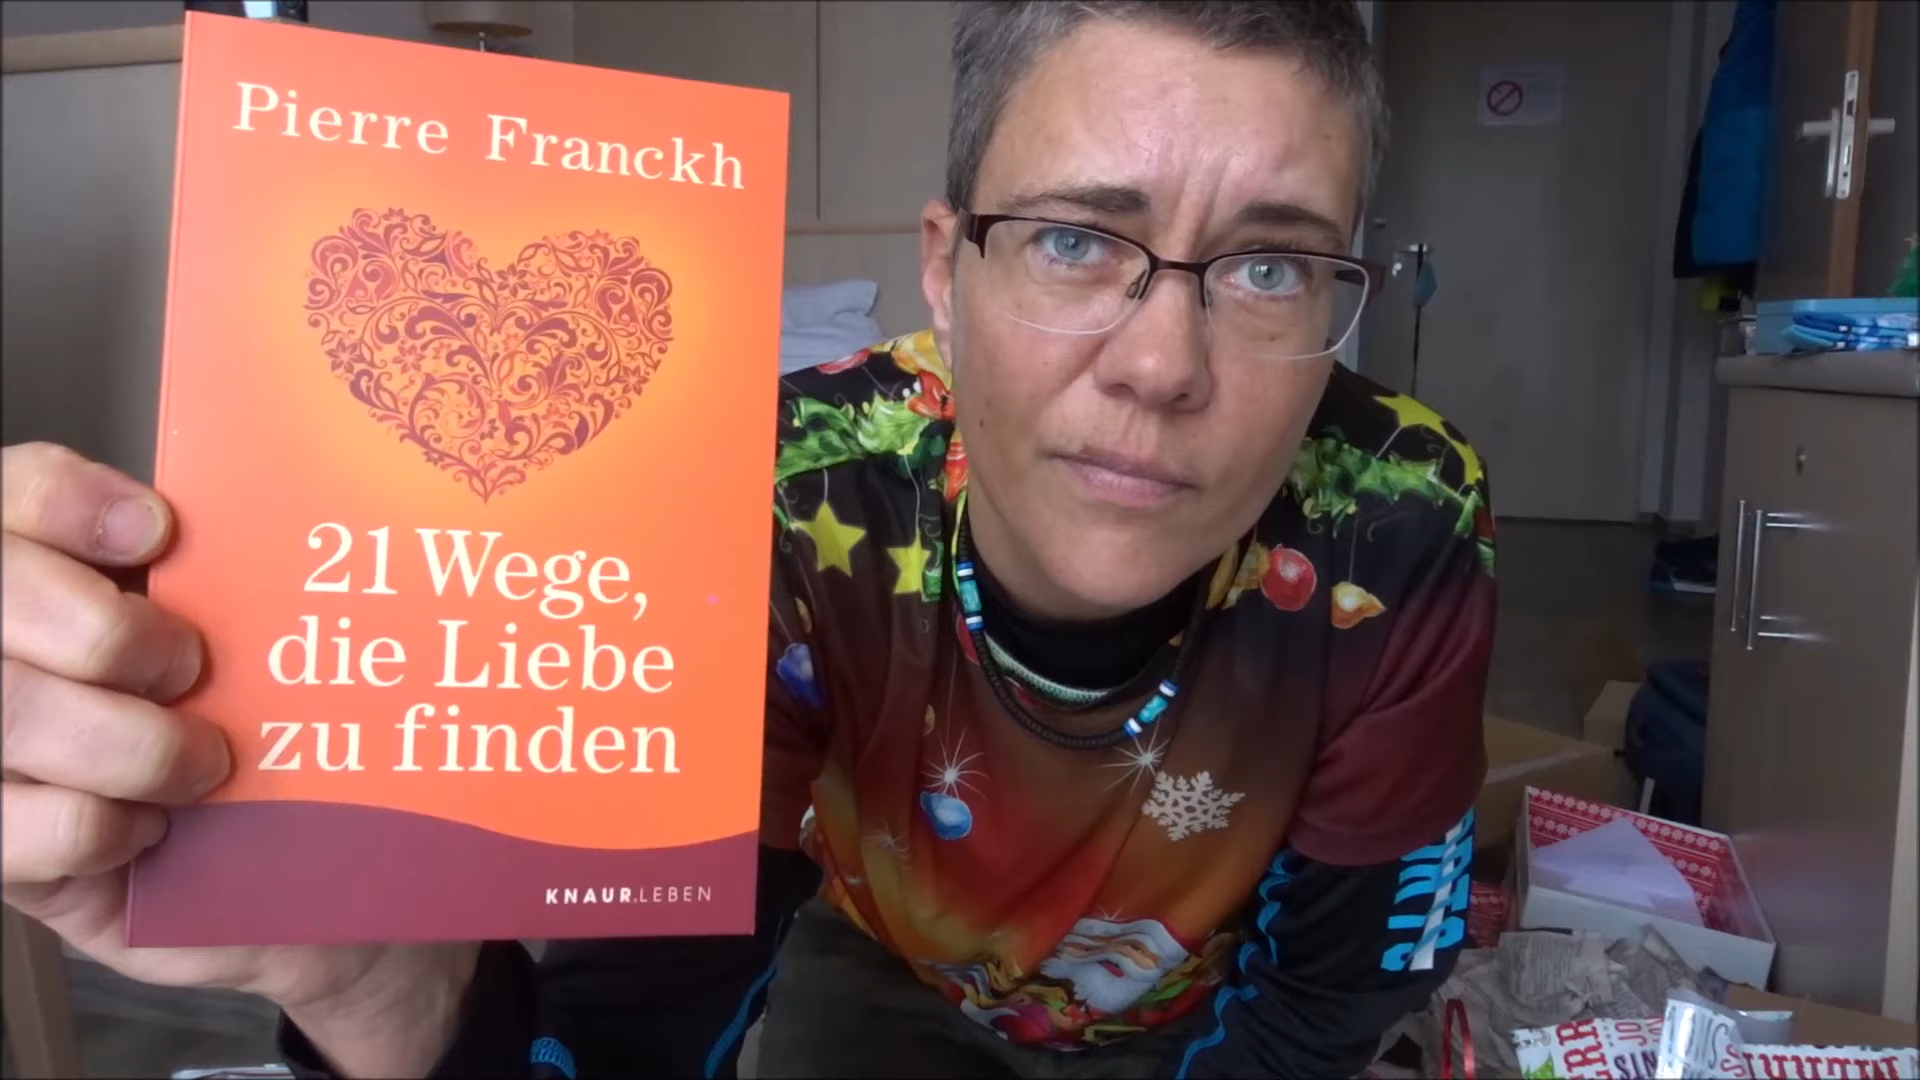 Pierre Franckh
21 Wege,
die Liebe
zu finden
KNAUR.LEBEN